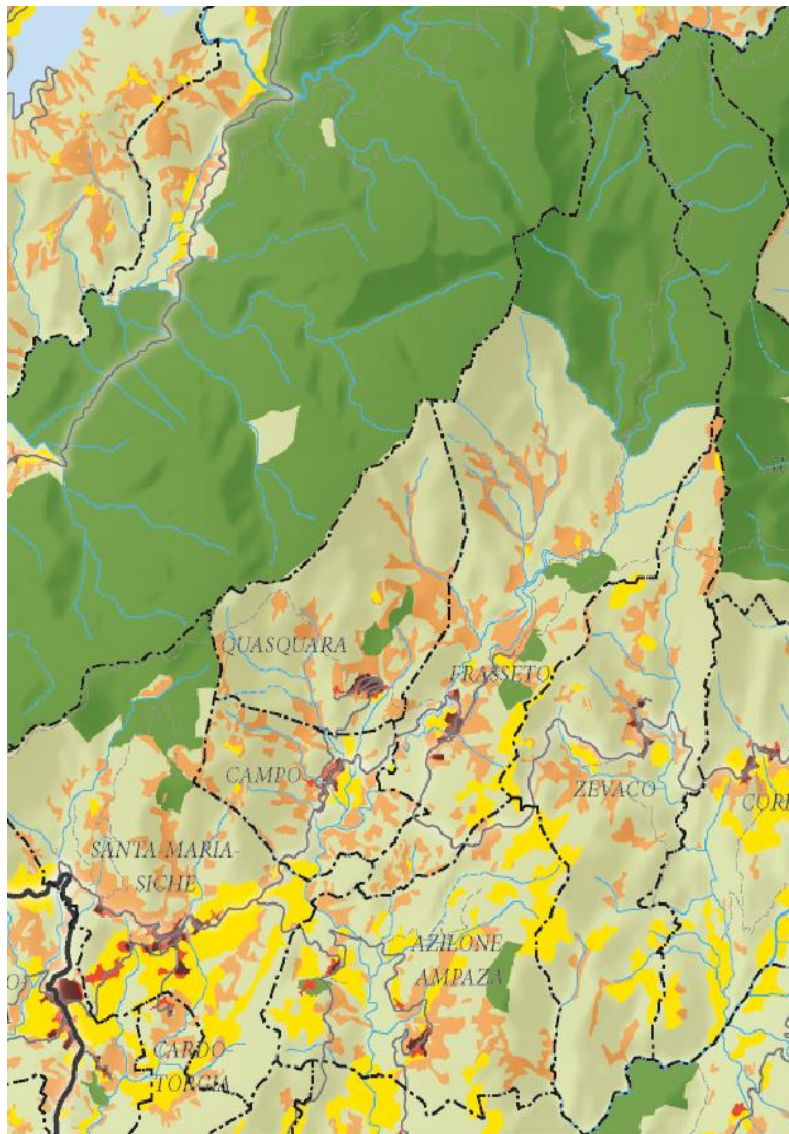 QUASQUARA
FRASSETO
CAMPO
ZEVACO
SANTA-MARIA-
SICHE
AZILONE
AMPAZA
CARDO
TORGIA